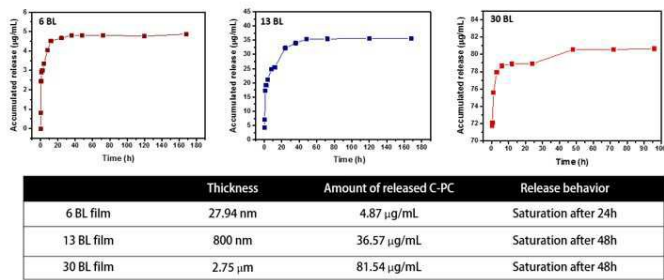 6 BL
Accumulated release (µg/mL)
6
5
4
3
2
1
0
0 20 40 60 80 100 120 140 160 180
Time (h)
13 BL
Accumulated release (µg/mL)
50
45
40
35
30
25
20
15
10
5
0
0 20 40 60 80 100 120 140 160 180
Time (h)
30 BL
Accumulated release (µg/mL)
84
82
80
78
76
74
72
70
0 10 20 30 40 50 60 70 80 90 100
Time (h)
Thickness Amount of released C-PC Release behavior
6 BL film 27.94 nm 4.87 µg/mL Saturation after 24h
13 BL film 800 nm 36.57 µg/mL Saturation after 48h
30 BL film 2.75 µm 81.54 µg/mL Saturation after 48h